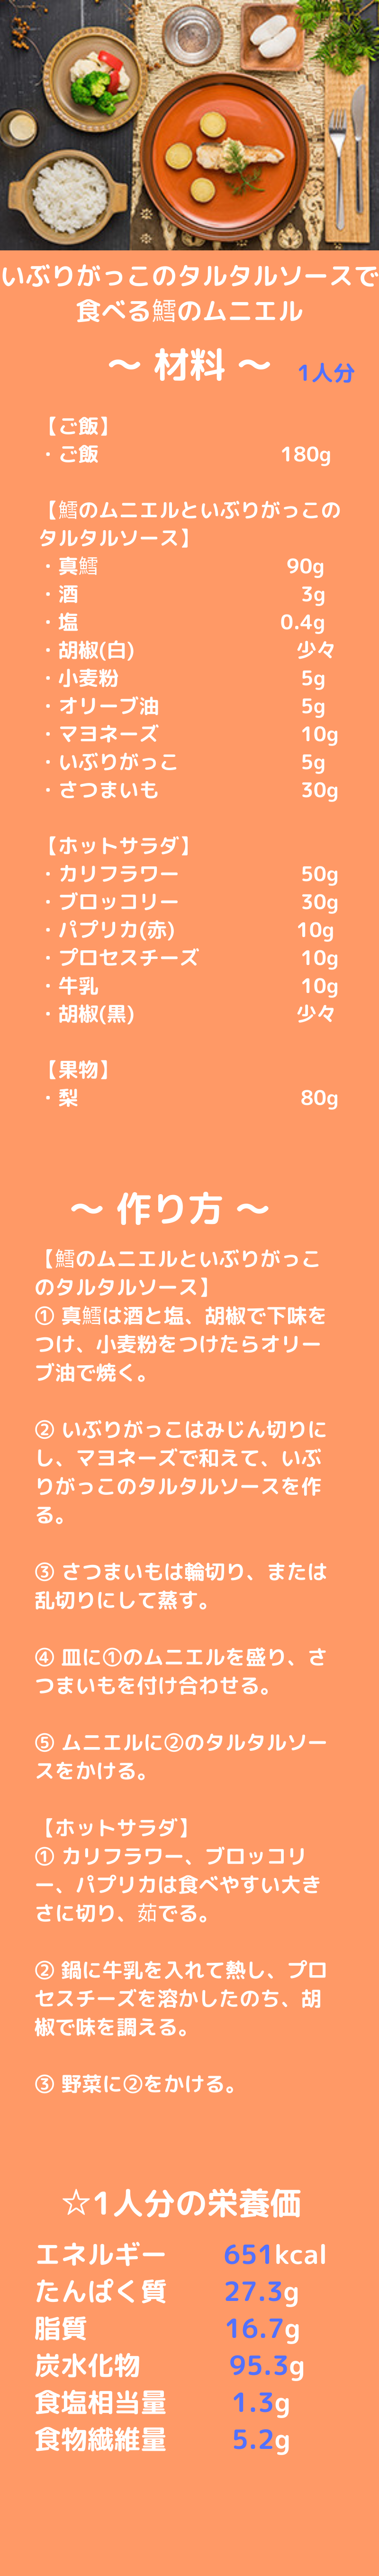 いぶりがっこのタルタルソースで
食べる鱈のムニエル
～ 材料 ～ 1人分
【ご飯】
・ご飯 180g
【鱈のムニエルといぶりがっこの
タルタルソース】
・真鱈 90g
・酒 3g
・塩 0.4g
・胡椒(白) 少々
・小麦粉 5g
・オリーブ油 5g
・マヨネーズ 10g
・いぶりがっこ 5g
・さつまいも 30g
【ホットサラダ】
・カリフラワー 50g
・ブロッコリー 30g
・パプリカ(赤) 10g
・プロセスチーズ 10g
・牛乳 10g
・胡椒(黒) 少々
【果物】
・梨 80g
～ 作り方 ～
【鱈のムニエルといぶりがっこ
のタルタルソース】
① 真鱈は酒と塩、胡椒で下味を
つけ、小麦粉をつけたらオリー
ブ油で焼く。
② いぶりがっこはみじん切りに
し、マヨネーズで和えて、いぶ
りがっこのタルタルソースを作
る。
③ さつまいもは輪切り、または
乱切りにして蒸す。
④ 皿に①のムニエルを盛り、さ
つまいもを付け合わせる。
⑤ ムニエルに②のタルタルソー
スをかける。
【ホットサラダ】
① カリフラワー、ブロッコリ
ー、パプリカは食べやすい大き
さに切り、茹でる。
② 鍋に牛乳を入れて熱し、プロ
セスチーズを溶かしたのち、胡
椒で味を調える。
③ 野菜に②をかける。
☆1人分の栄養価
エネルギー 651kcal
たんぱく質 27.3g
脂質 16.7g
炭水化物 95.3g
食塩相当量 1.3g
食物繊維量 5.2g